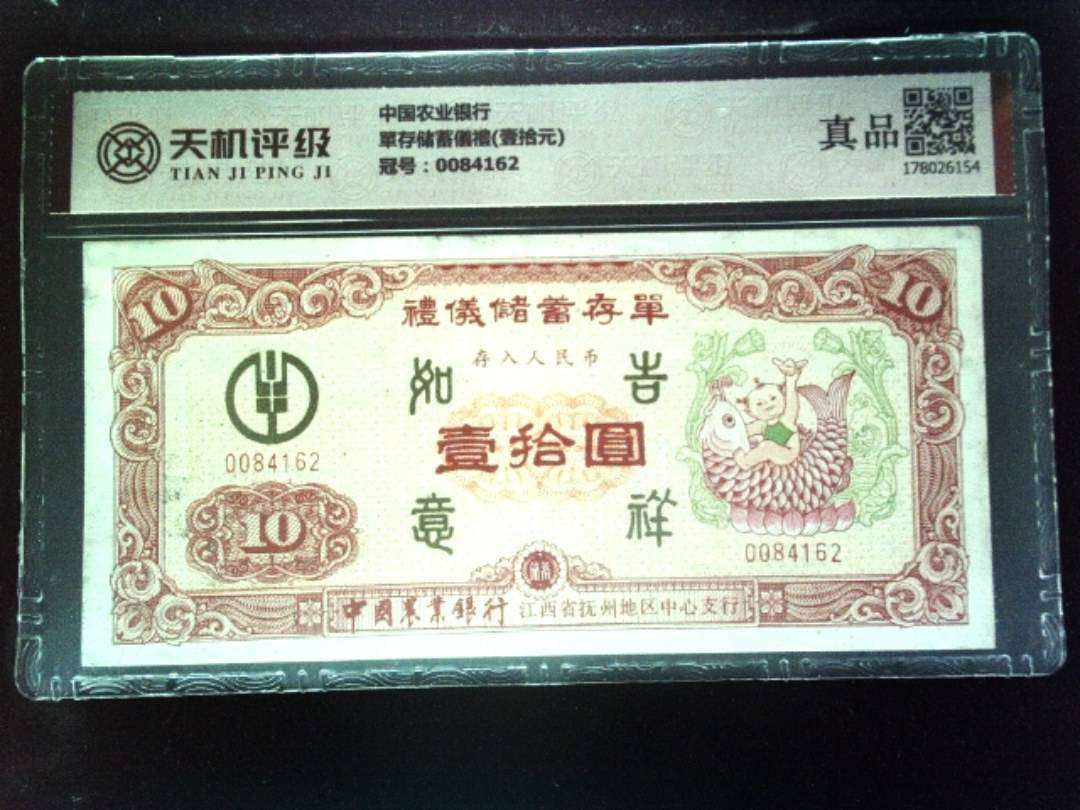 天机评级
TIAN JI PING JI
中国农业银行
單存储蓄儀禮(壹拾元)
冠号：0084162
真品
178026154
10
10
禮儀儲蓄存單
存入人民币
如 吉
壹拾圓
意 祥
0084162
10
0084162
中國農業銀行 江西省抚州地区中心支行